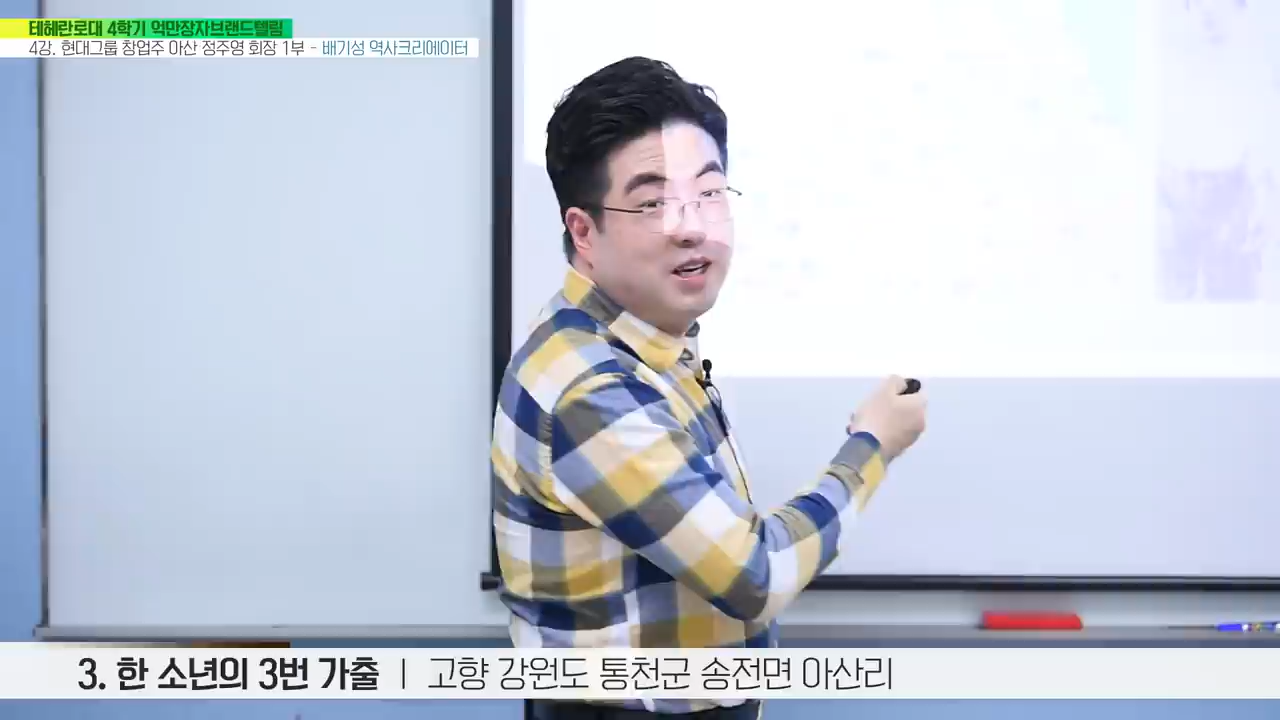 테헤란로대 4학기 억만장자브랜드텔링
4강. 현대그룹 창업주 아산 정주영 회장 1부 - 배기성 역사크리에이터
3. 한 소년의 3번 가출 | 고향 강원도 통천군 송전면 아산리